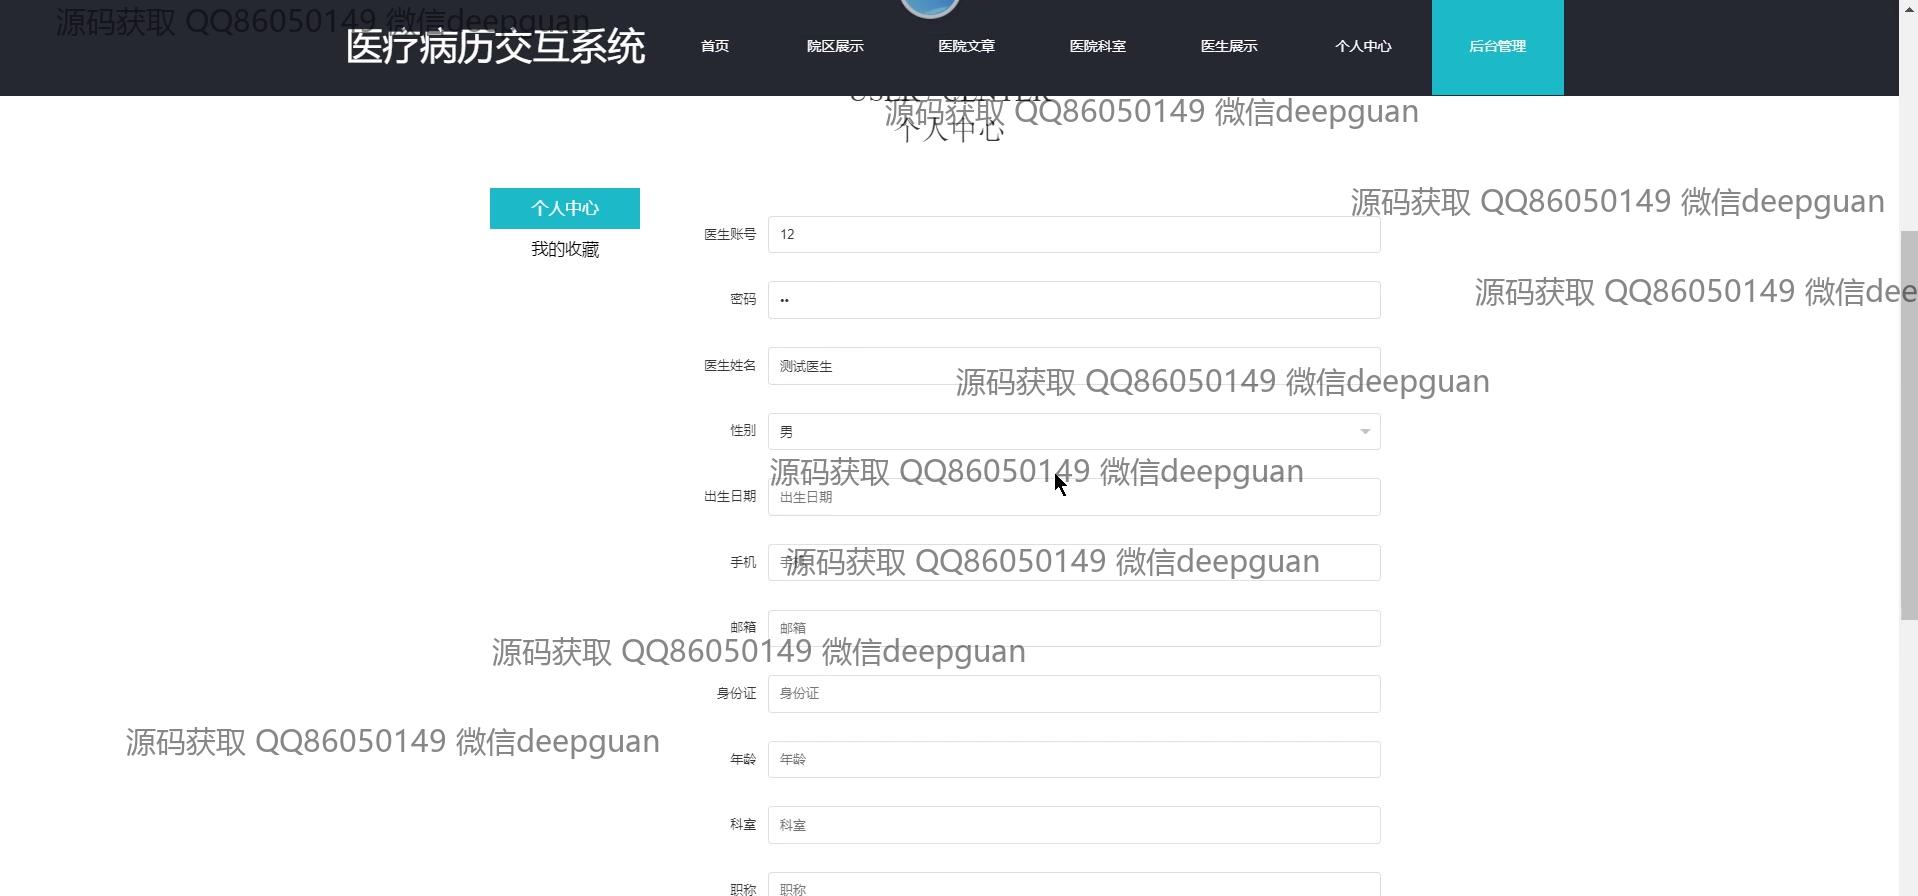 源码获取 QQ86050149 微信deepguan
医疗病历交互系统
首页 院区展示 医院文章 医院科室 医生展示 个人中心 后台管理
USER / CENTER
源码获取 QQ86050149 微信deepguan
个人中心
源码获取 QQ86050149 微信deepguan
个人中心
医生账号 12
我的收藏
源码获取 QQ86050149 微信dee
密码 ••
医生姓名 测试医生
源码获取 QQ86050149 微信deepguan
性别 男
源码获取 QQ86050149 微信deepguan
出生日期 出生日期
手机 手机
源码获取 QQ86050149 微信deepguan
邮箱 邮箱
源码获取 QQ86050149 微信deepguan
身份证 身份证
源码获取 QQ86050149 微信deepguan
年龄 年龄
科室 科室
职称 职称